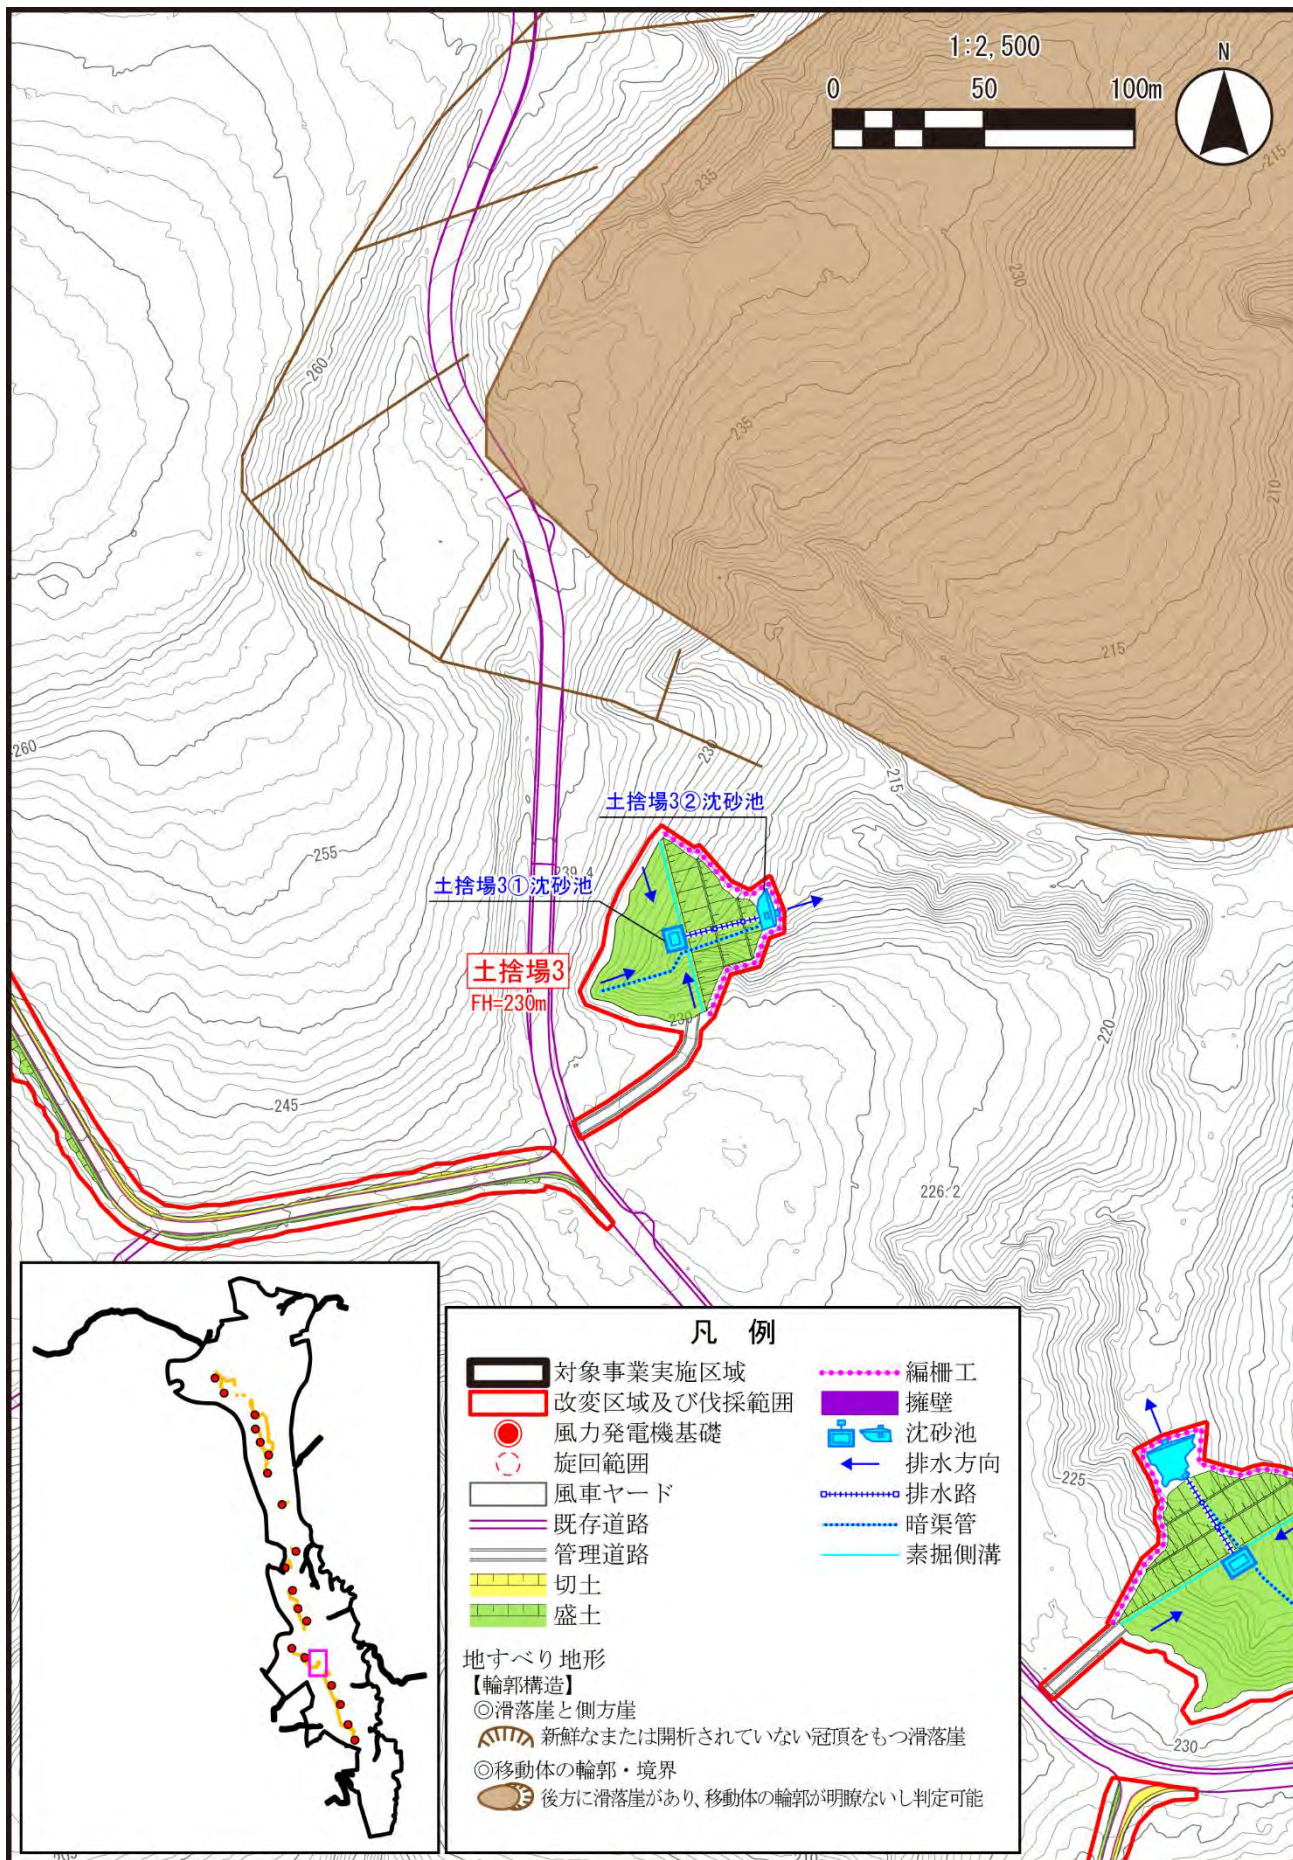 1:2,500
N
0 50 100m
215
235
230
260
235
210
215
260
230
215
土捨場3②沈砂池
255
239.4
土捨場3①沈砂池
土捨場3
FH=230m
230
220
245
226.2
225
230
凡 例
対象事業実施区域
改変区域及び伐採範囲
風力発電機基礎
旋回範囲
風車ヤード
既存道路
管理道路
切土
盛土
編柵工
擁壁
沈砂池
排水方向
排水路
暗渠管
素掘側溝
地すべり地形
【輪郭構造】
◎滑落崖と側方崖
新鮮なまたは開析されていない冠頂をもつ滑落崖
◎移動体の輪郭・境界
後方に滑落崖があり、移動体の輪郭が明瞭ないし判定可能